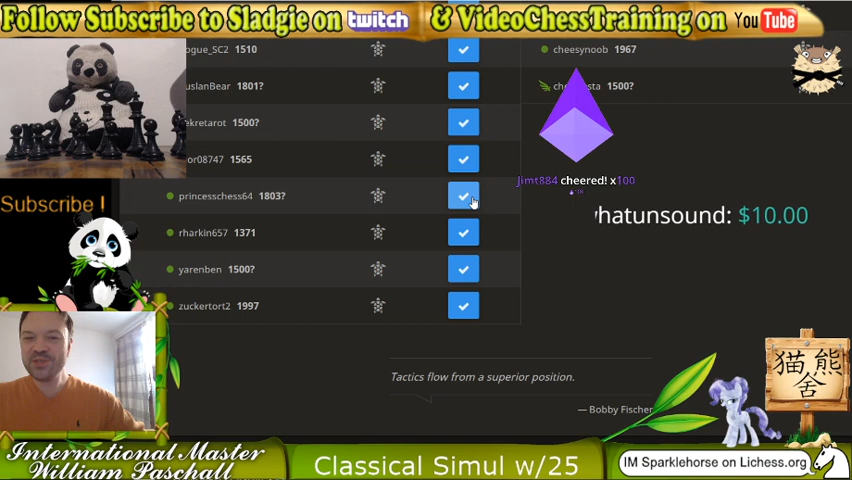 Follow Subscribe to Sladgie on twitch & VideoChessTraining on YouTube
ogue_SC2 1510
uslanBear 1801?
ekretarot 1500?
or08747 1565
princesschess64 1803?
rharkin657 1371
yarenben 1500?
zuckertort2 1997
cheesynoob 1967
1500?
Jimt884 cheered! x100
hatunsound: $10.00
Subscribe !
Tactics flow from a superior position.
— Bobby Fischer
猫熊
舍
International Master
William Paschall
Classical Simul w/25
IM Sparklehorse on Lichess.org